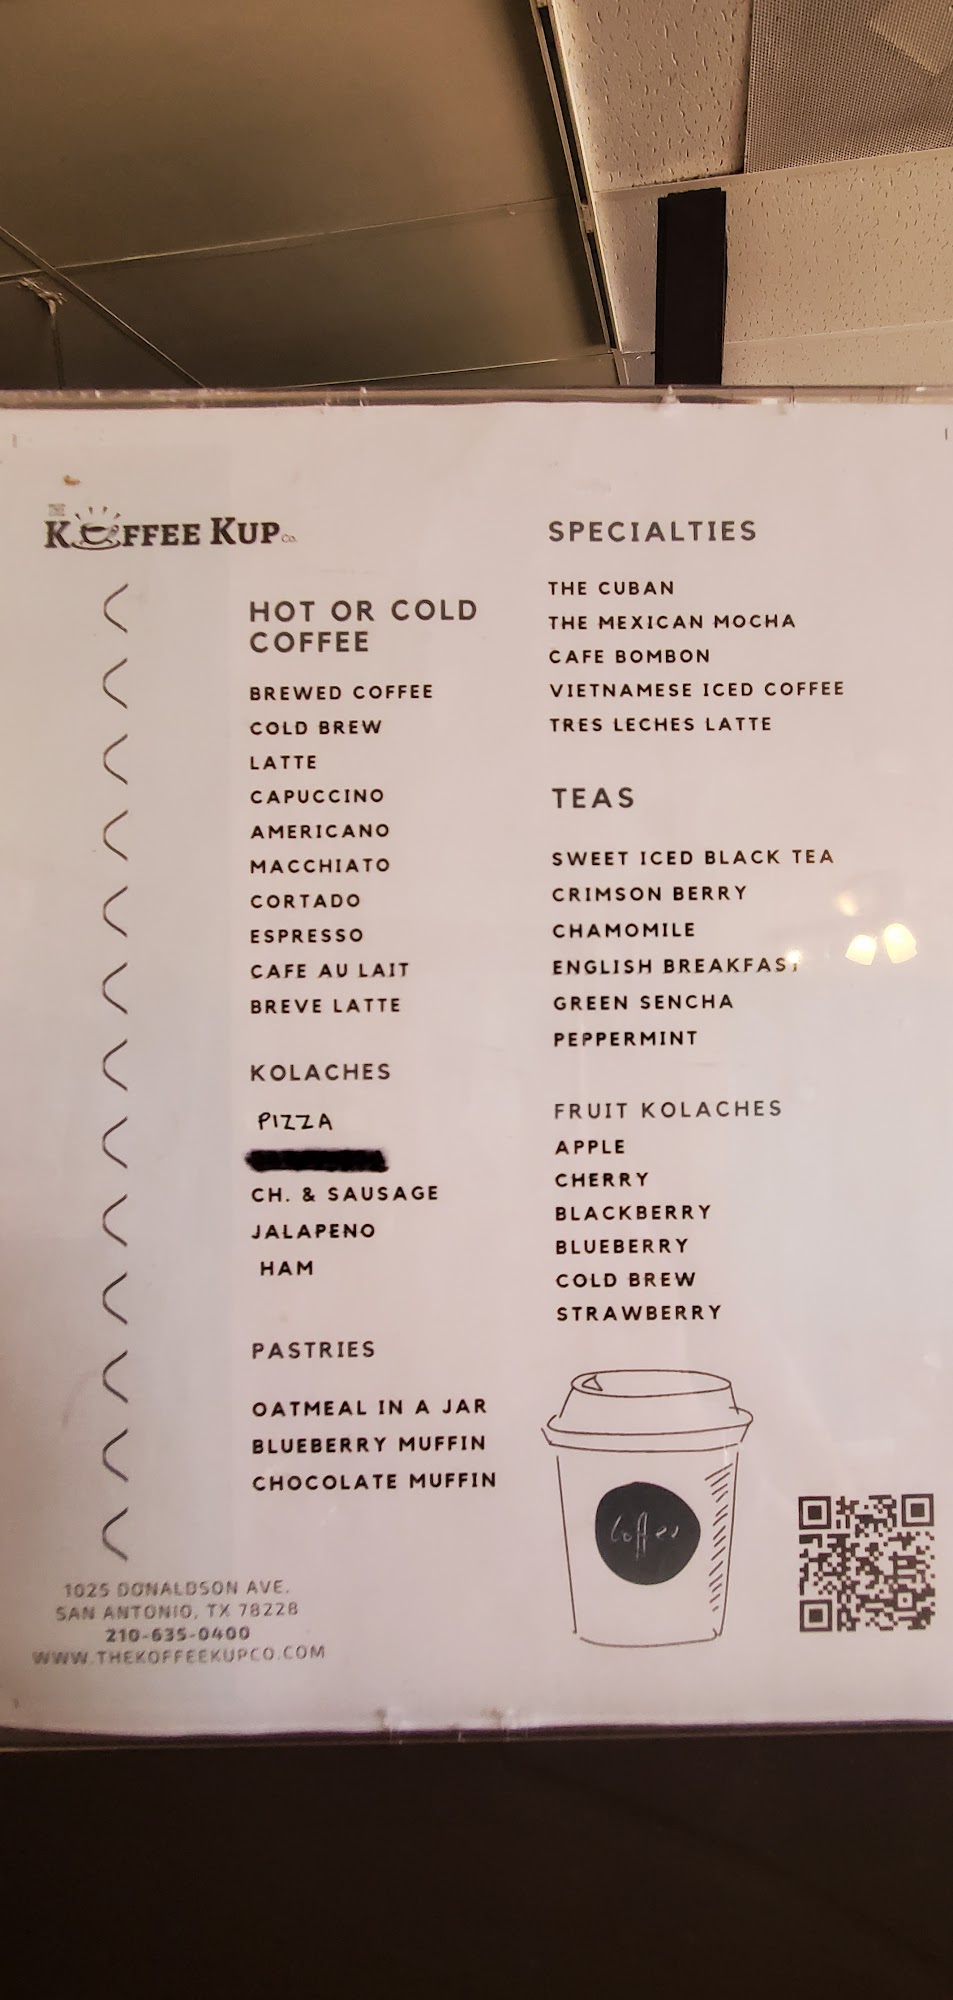 THE
KOFFEE KUP Co.
HOT OR COLD
COFFEE
BREWED COFFEE
COLD BREW
LATTE
CAPUCCINO
AMERICANO
MACCHIATO
CORTADO
ESPRESSO
CAFE AU LAIT
BREVE LATTE
KOLACHES
PIZZA
CH. & SAUSAGE
JALAPENO
HAM
PASTRIES
OATMEAL IN A JAR
BLUEBERRY MUFFIN
CHOCOLATE MUFFIN
1025 DONALDSON AVE.
SAN ANTONIO, TX 78228
210-635-0400
WWW.THEKOFFEEKUPCO.COM
SPECIALTIES
THE CUBAN
THE MEXICAN MOCHA
CAFE BOMBON
VIETNAMESE ICED COFFEE
TRES LECHES LATTE
TEAS
SWEET ICED BLACK TEA
CRIMSON BERRY
CHAMOMILE
ENGLISH BREAKFAST
GREEN SENCHA
PEPPERMINT
FRUIT KOLACHES
APPLE
CHERRY
BLACKBERRY
BLUEBERRY
COLD BREW
STRAWBERRY
Coffee